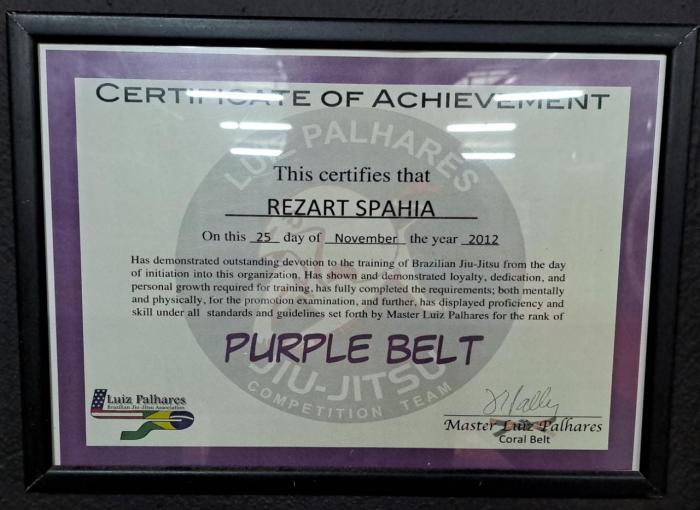 CERTIFICATE OF ACHIEVEMENT
LUIZ PALHARES
This certifies that
REZART SPAHIA
On this 25 day of November the year 2012
Has demonstrated outstanding devotion to the training of Brazilian Jiu-Jitsu from the day
of initiation into this organization. Has shown and demonstrated loyalty, dedication, and
personal growth required for training, has fully completed the requirements; both mentally
and physically, for the promotion examination, and further, has displayed proficiency and
skill under all standards and guidelines set forth by Master Luiz Palhares for the rank of
PURPLE BELT
JIU-JITSU
COMPETITION TEAM
Luiz Palhares
Brazilian Jiu-Jitsu Association
Master Luiz Palhares
Coral Belt